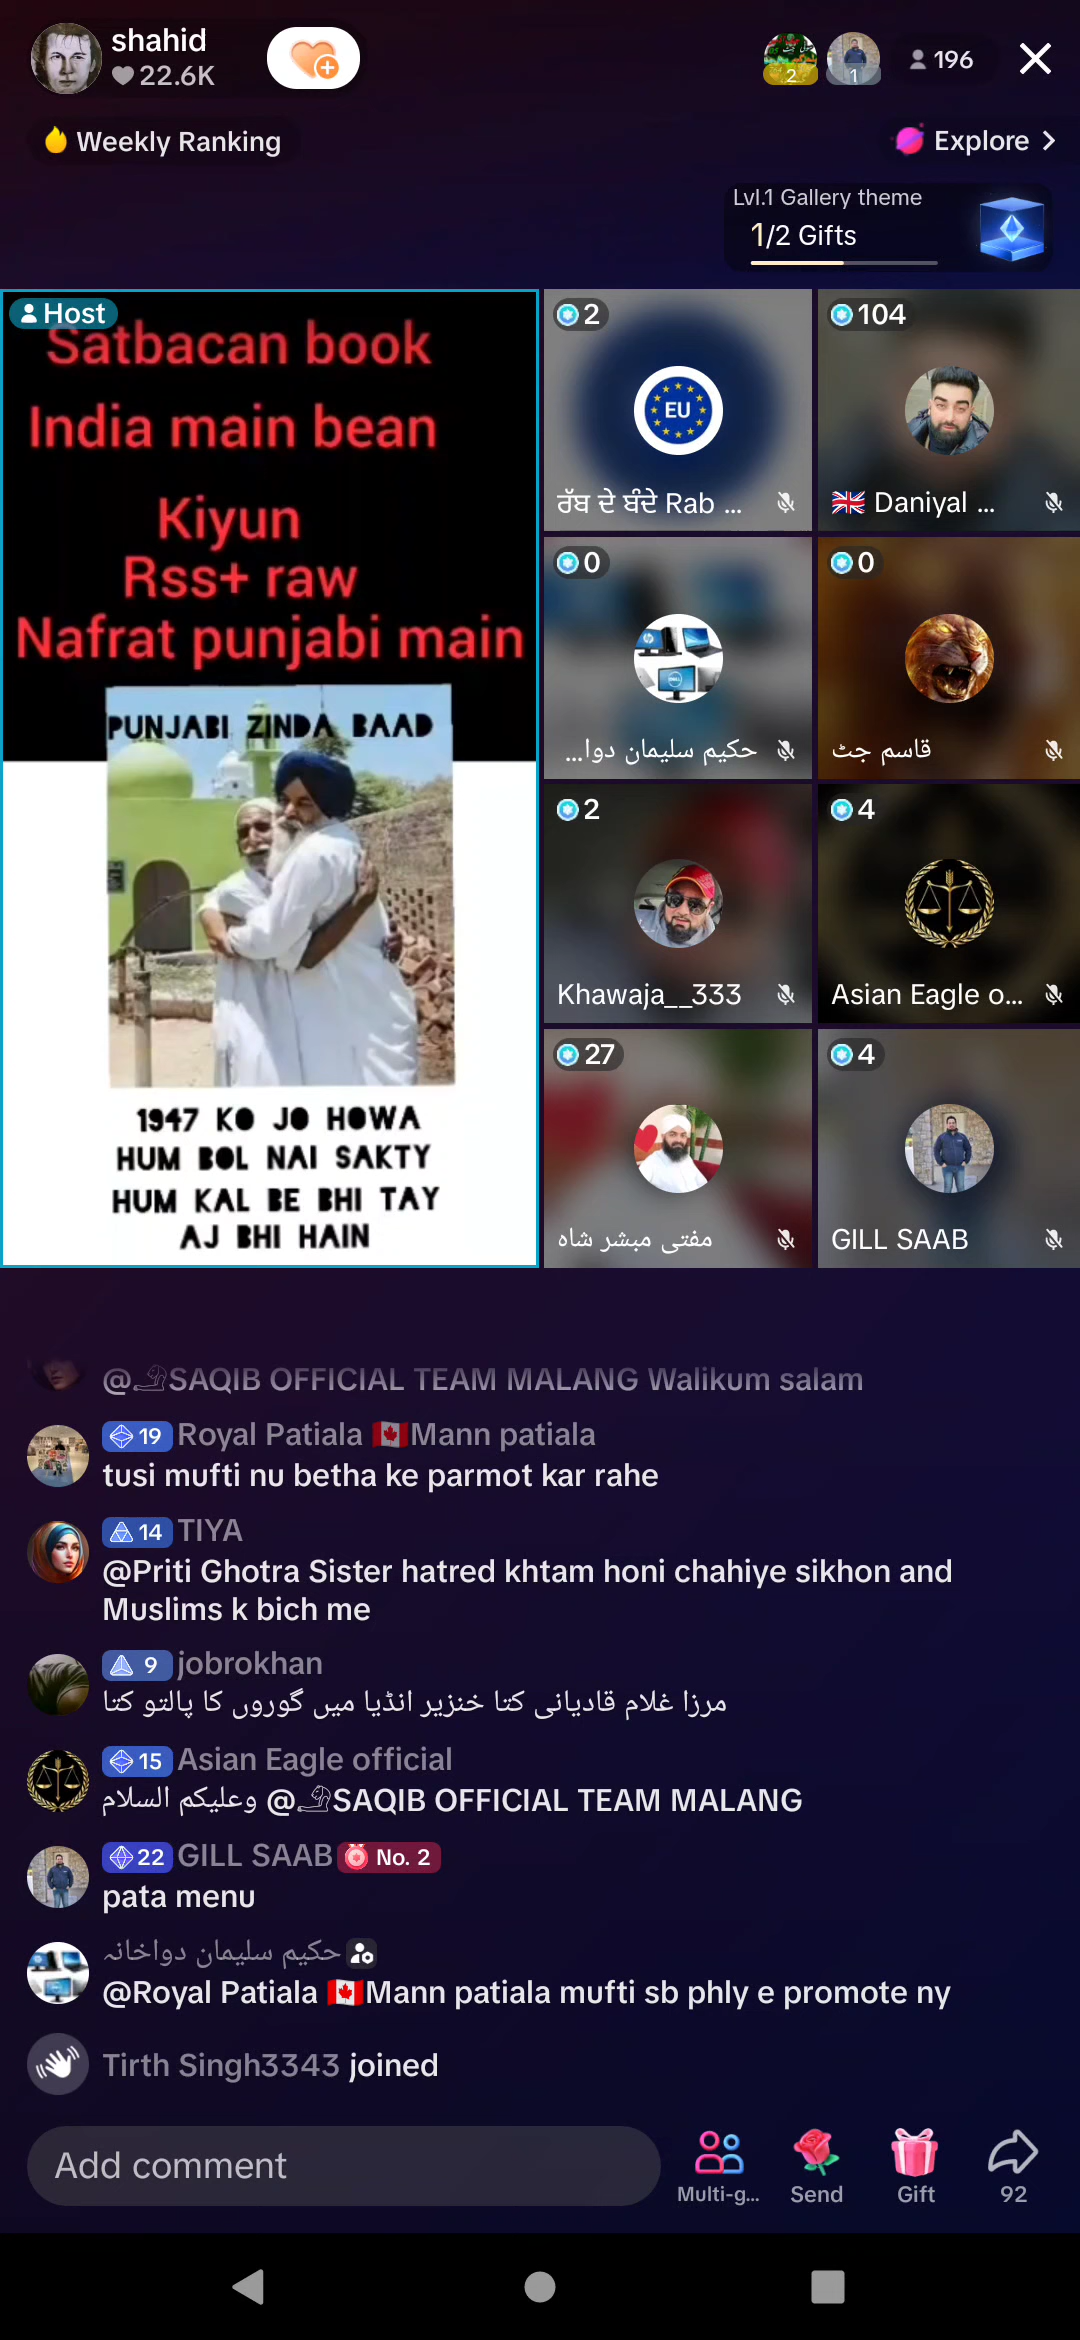 shahid
22.6K
2
1
196
Weekly Ranking
Explore
Lvl.1 Gallery theme
1/2 Gifts
Host
Satbacan book
India main bean
Kiyun
Rss+ raw
Nafrat punjabi main
PUNJABI ZINDA BAAD
1947 KO JO HOWA
HUM BOL NAI SAKTY
HUM KAL BE BHI TAY
AJ BHI HAIN
2
EU
ਰੱਬ ਦੇ ਬੰਦੇ Rab ...
104
🇬🇧 Daniyal ...
0
حکیم سلیمان دوا...
0
قاسم جٹ
2
Khawaja__333
4
Asian Eagle o...
27
مفتی مبشر شاہ
4
GILL SAAB
@SAQIB OFFICIAL TEAM MALANG Walikum salam
19 Royal Patiala 🇨🇦Mann patiala
tusi mufti nu betha ke parmot kar rahe
14 TIYA
@Priti Ghotra Sister hatred khtam honi chahiye sikhon and
Muslims k bich me
9 jobrokhan
مرزا غلام قادیانی کتا خنزیر انڈیا میں گوروں کا پالتو کتا
15 Asian Eagle official
وعلیکم السلام @SAQIB OFFICIAL TEAM MALANG
22 GILL SAAB No. 2
pata menu
حکیم سلیمان دواخانہ
@Royal Patiala 🇨🇦Mann patiala mufti sb phly e promote ny
Tirth Singh3343 joined
Add comment
Multi-g...
Send
Gift
92